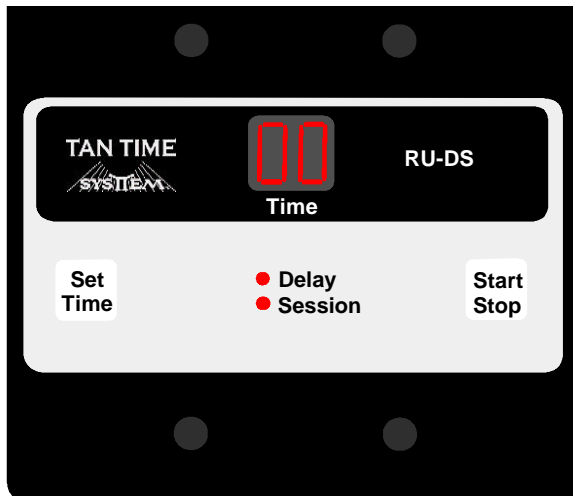 TAN TIME
SYSTEM
00
RU-DS
Time
Set
Time
Delay
Session
Start
Stop